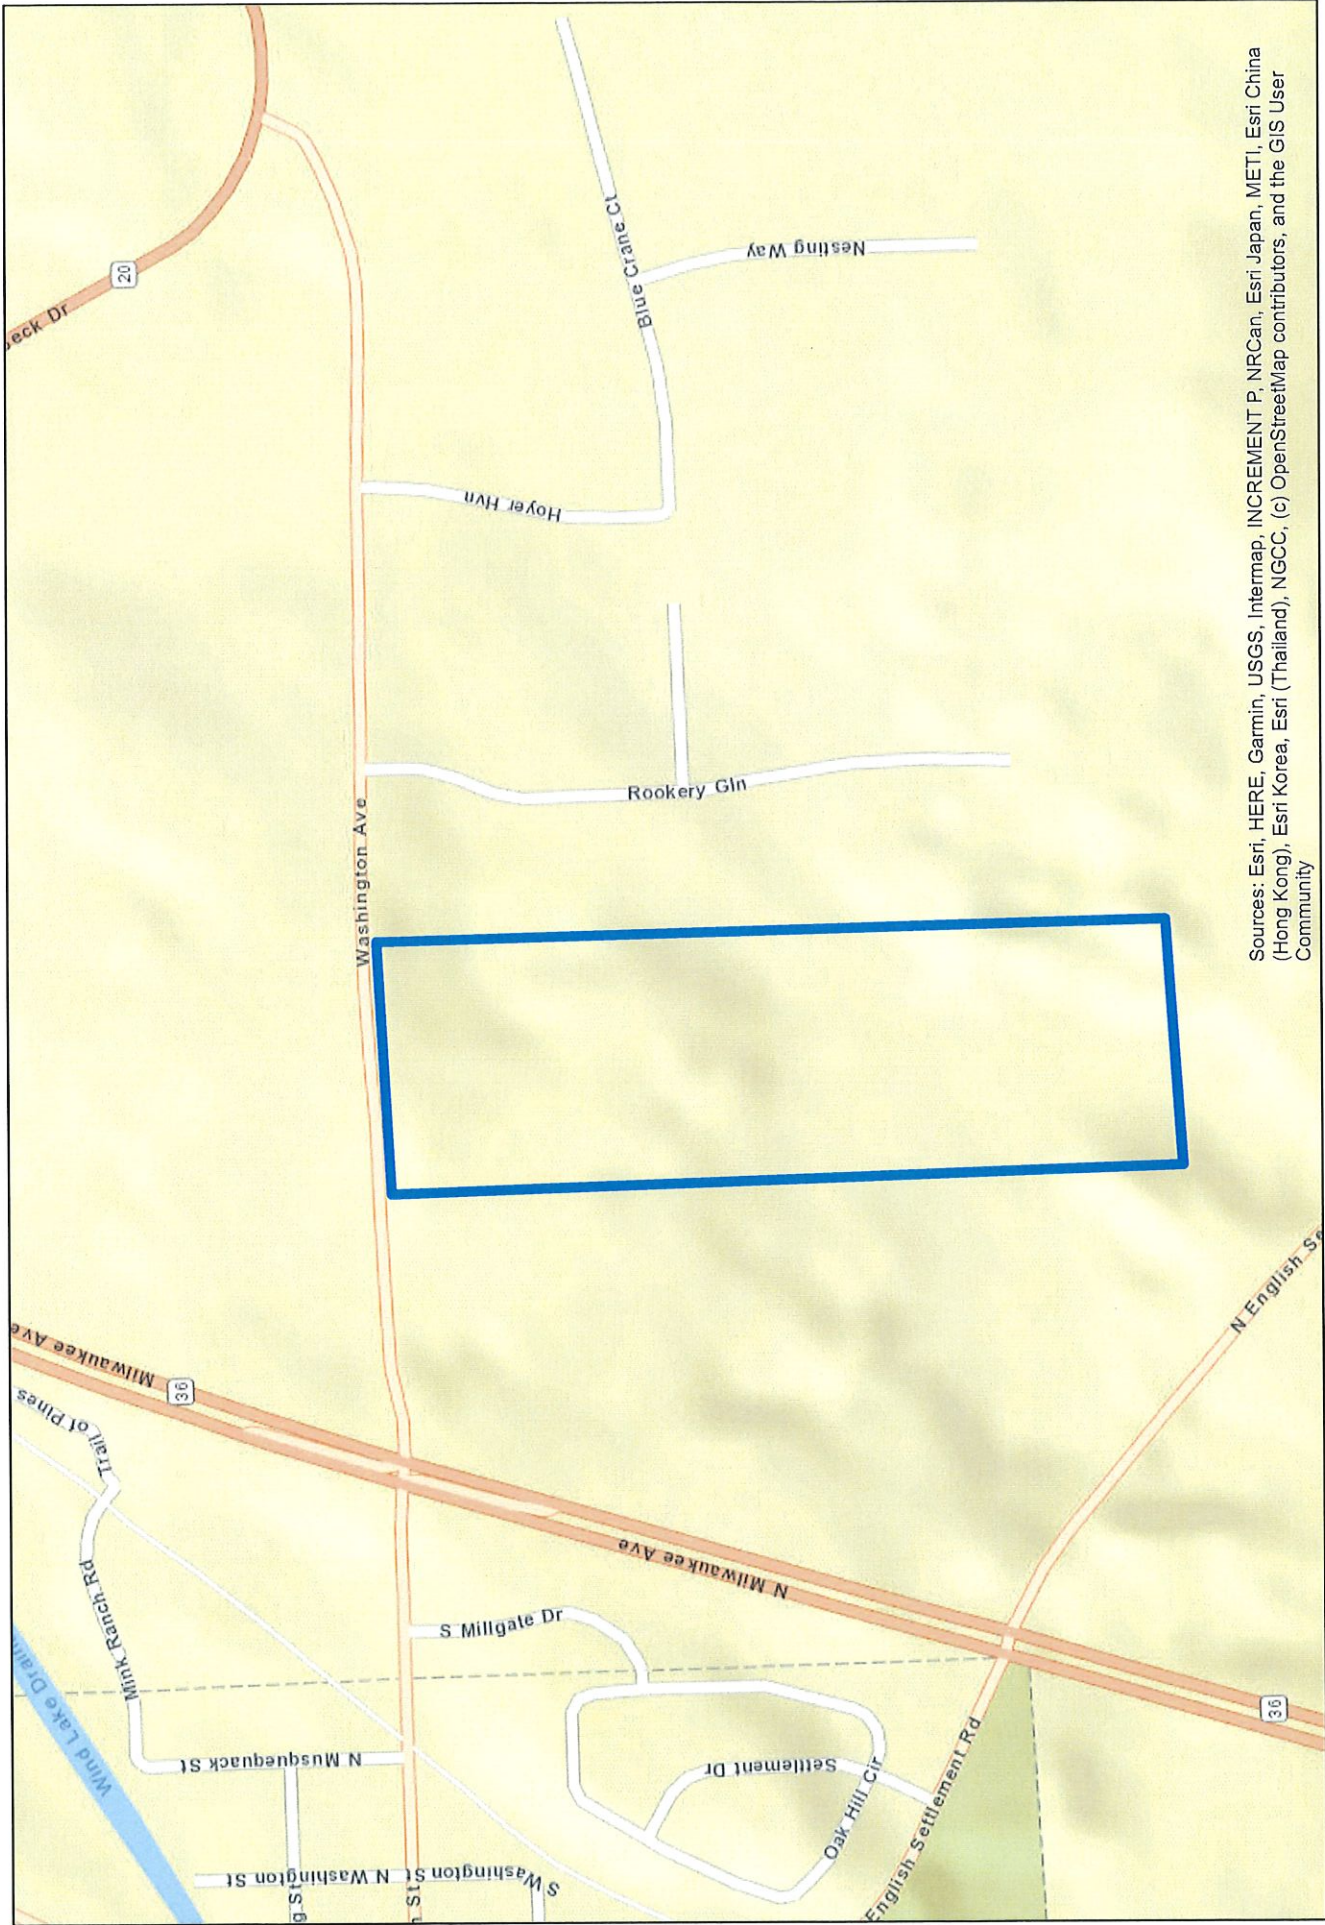 eck Dr
20
Washington Ave
Hoyer Hvn
Blue Crane Ct
Nesting Way
Rookery Gln
Milwaukee Ave
36
Trail of Pines
Mink Ranch Rd
Wind Lake Drain
N Milwaukee Ave
S Millgate Dr
N Musquequack St
N Washington St
g St
n St
S Washington St
Settlement Dr
Oak Hill Cir
English Settlement Rd
N English Se
36
Sources: Esri, HERE, Garmin, USGS, Intermap, INCREMENT P, NRCan, Esri Japan, METI, Esri China
(Hong Kong), Esri Korea, Esri (Thailand), NGCC, (c) OpenStreetMap contributors, and the GIS User
Community